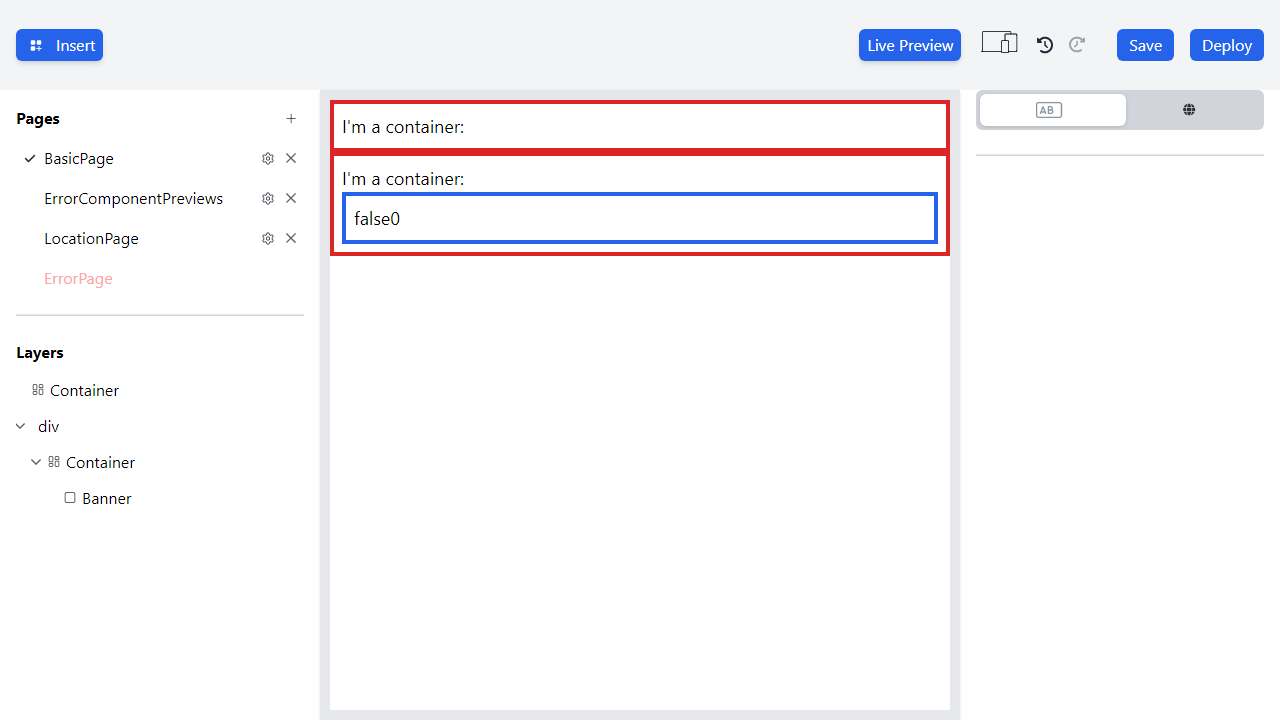 Insert
Live Preview
Save
Deploy
Pages
BasicPage
ErrorComponentPreviews
LocationPage
ErrorPage
Layers
Container
div
Container
Banner
I'm a container:
I'm a container:
false0
AB